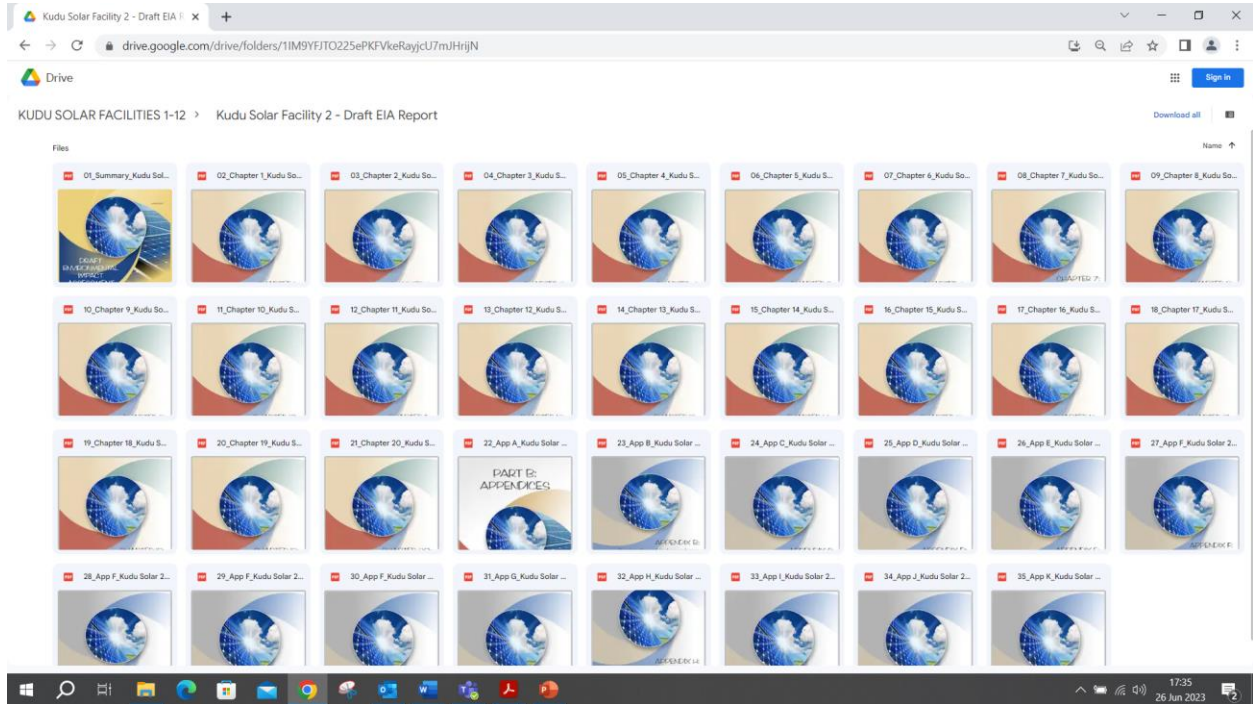 Kudu Solar Facility 2 - Draft EIA R
drive.google.com/drive/folders/1IM9YFJTO225ePKFVkeRayjcU7mJHrijN
Drive
Sign in
KUDU SOLAR FACILITIES 1-12 > Kudu Solar Facility 2 - Draft EIA Report
Download all
Files
Name
01_Summary_Kudu Sol...
02_Chapter 1_Kudu So...
03_Chapter 2_Kudu So...
04_Chapter 3_Kudu S...
05_Chapter 4_Kudu S...
06_Chapter 5_Kudu S...
07_Chapter 6_Kudu So...
08_Chapter 7_Kudu So...
09_Chapter 8_Kudu So...
DRAFT
ENVIRONMENTAL
IMPACT
CHAPTER 7:
10_Chapter 9_Kudu So...
11_Chapter 10_Kudu S...
12_Chapter 11_Kudu So...
13_Chapter 12_Kudu S...
14_Chapter 13_Kudu S...
15_Chapter 14_Kudu S...
16_Chapter 15_Kudu S...
17_Chapter 16_Kudu S...
18_Chapter 17_Kudu S...
19_Chapter 18_Kudu S...
20_Chapter 19_Kudu S...
21_Chapter 20_Kudu S...
22_App A_Kudu Solar ...
23_App B_Kudu Solar ...
24_App C_Kudu Solar ...
25_App D_Kudu Solar ...
26_App E_Kudu Solar ...
27_App F_Kudu Solar 2...
PART B:
APPENDICES
APPENDIX B:
APPENDIX F:
28_App F_Kudu Solar 2...
29_App F_Kudu Solar 2...
30_App F_Kudu Solar ...
31_App G_Kudu Solar ...
32_App H_Kudu Solar ...
33_App I_Kudu Solar 2...
34_App J_Kudu Solar 2...
35_App K_Kudu Solar ...
APPENDIX H:
17:35
26 Jun 2023